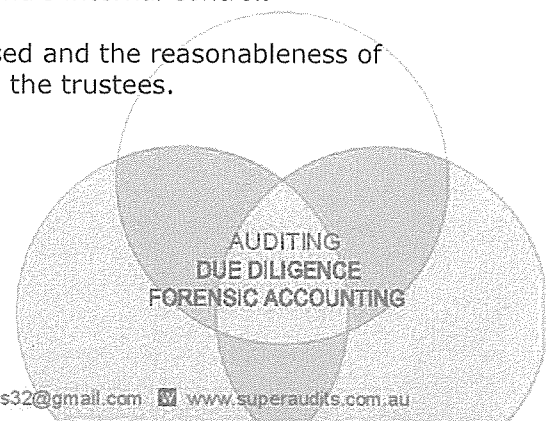 sed and the reasonableness of
the trustees.
AUDITING
DUE DILIGENCE
FORENSIC ACCOUNTING
s32@gmail.com W www.superaudits.com.au